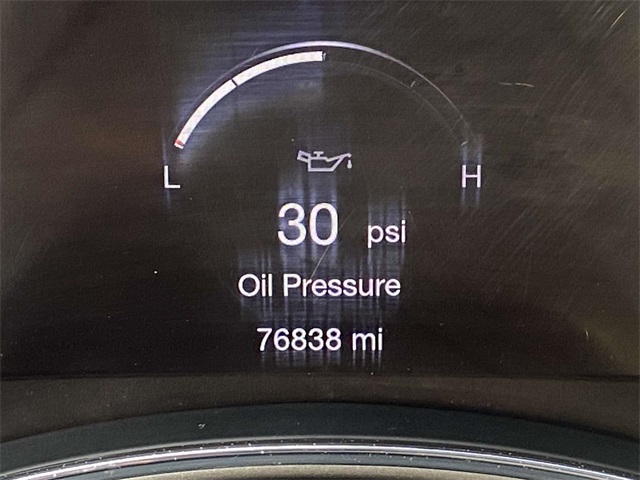 L H
30 psi
Oil Pressure
76838 mi